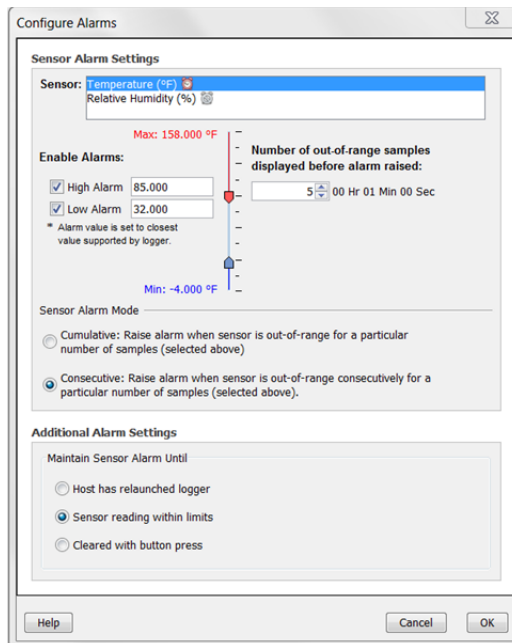 Configure Alarms
Sensor Alarm Settings
Sensor: Temperature (°F)
Relative Humidity (%)
Max: 158.000 °F
Number of out-of-range samples
displayed before alarm raised:
Enable Alarms:
High Alarm 85.000
5 00 Hr 01 Min 00 Sec
Low Alarm 32.000
* Alarm value is set to closest
value supported by logger.
Min: -4.000 °F
Sensor Alarm Mode
Cumulative: Raise alarm when sensor is out-of-range for a particular
number of samples (selected above)
Consecutive: Raise alarm when sensor is out-of-range consecutively for a
particular number of samples (selected above).
Additional Alarm Settings
Maintain Sensor Alarm Until
Host has relaunched logger
Sensor reading within limits
Cleared with button press
Help
Cancel
OK